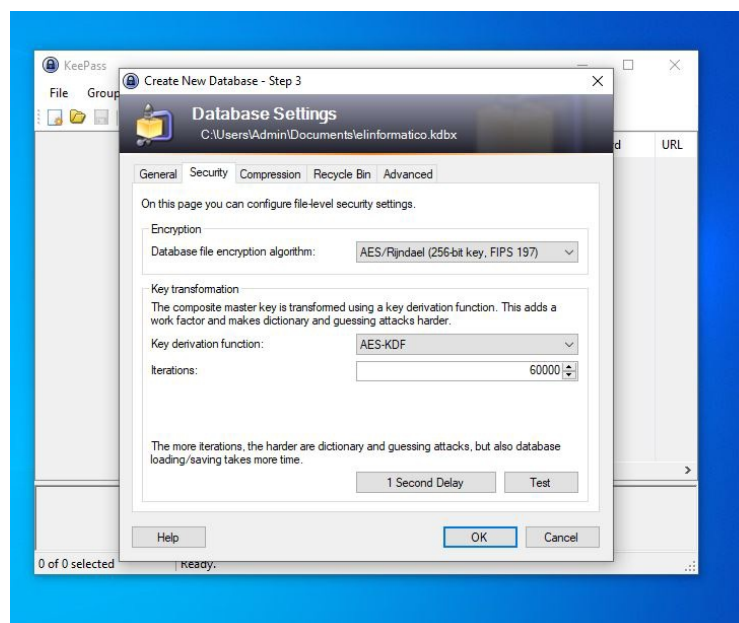 KeePass
File Group
Create New Database - Step 3
Database Settings
C:\Users\Admin\Documents\elinformatico.kdbx
d URL
General Security Compression Recycle Bin Advanced
On this page you can configure file-level security settings.
Encryption
Database file encryption algorithm: AES/Rijndael (256-bit key, FIPS 197)
Key transformation
The composite master key is transformed using a key derivation function. This adds a
work factor and makes dictionary and guessing attacks harder.
Key derivation function: AES-KDF
Iterations: 60000
The more iterations, the harder are dictionary and guessing attacks, but also database
loading/saving takes more time.
1 Second Delay Test
Help OK Cancel
0 of 0 selected Ready.